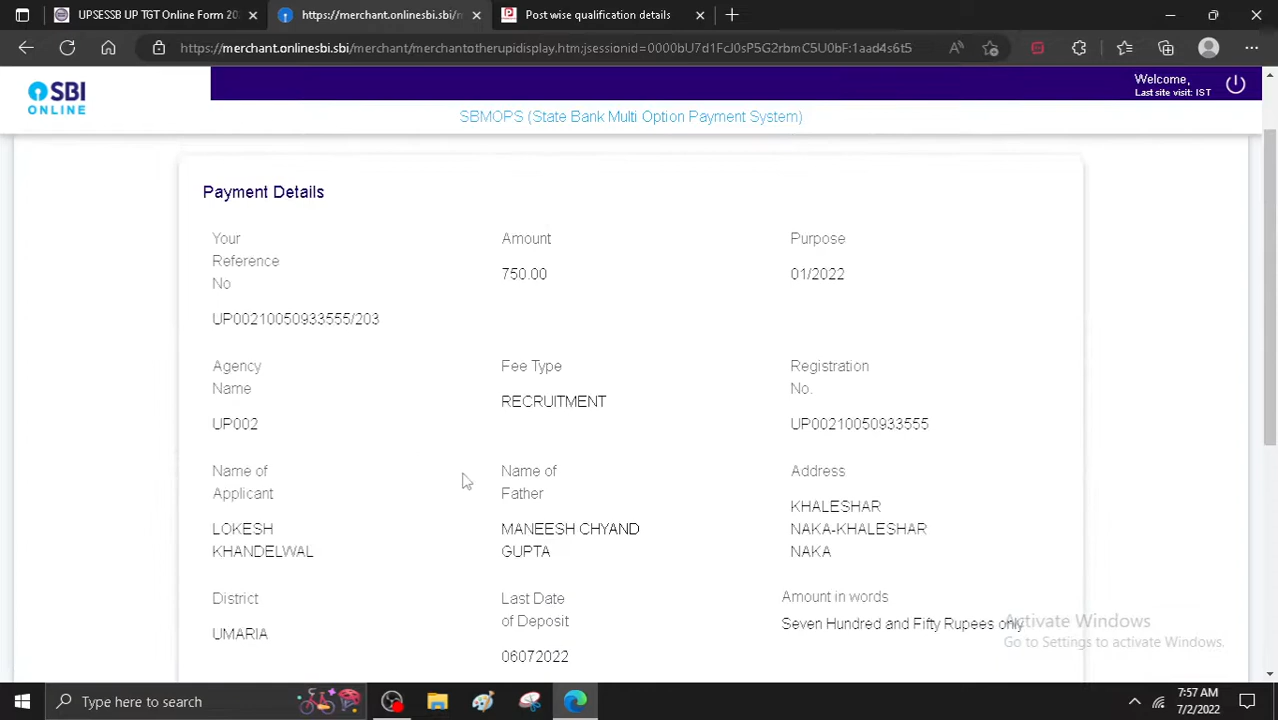 UPSESSB UP TGT Online Form 202
https://merchant.onlinesbi.sbi/m
Post wise qualification details
https://merchant.onlinesbi.sbi/merchant/merchantotherupidisplay.htm;jsessionid=0000bU7d1FcJ0sP5G2rbmC5U0bF:1aad4s6t5
SBI
ONLINE
Welcome,
Last site visit: IST
SBMOPS (State Bank Multi Option Payment System)
Payment Details
Your
Reference
No
UP00210050933555/203
Amount
750.00
Purpose
01/2022
Agency
Name
UP002
Fee Type
RECRUITMENT
Registration
No.
UP00210050933555
Name of
Applicant
LOKESH
KHANDELWAL
Name of
Father
MANEESH CHYAND
GUPTA
Address
KHALESHAR
NAKA-KHALESHAR
NAKA
District
UMARIA
Last Date
of Deposit
06072022
Amount in words
Seven Hundred and Fifty Rupees only
Activate Windows
Go to Settings to activate Windows.
Type here to search
7:57 AM
7/2/2022